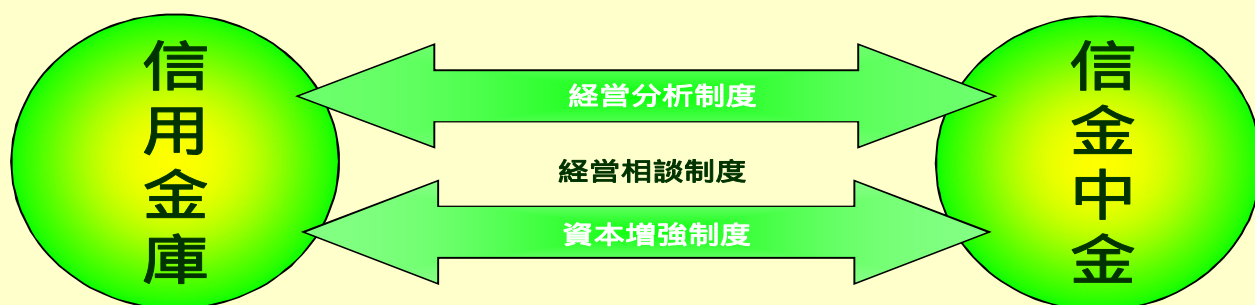 信用金庫
経営分析制度
経営相談制度
資本増強制度
信金中金